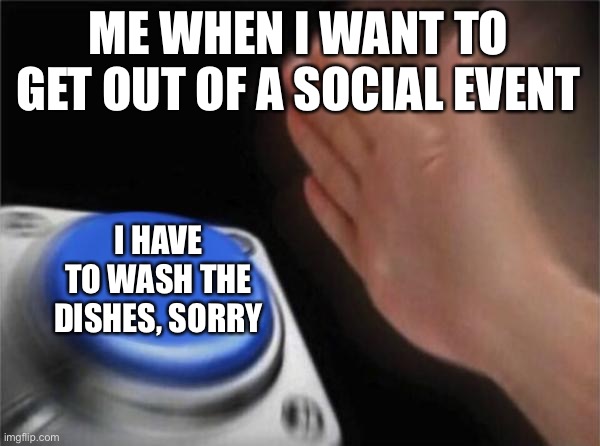 ME WHEN I WANT TO
GET OUT OF A SOCIAL EVENT
I HAVE
TO WASH THE
DISHES, SORRY
imgflip.com